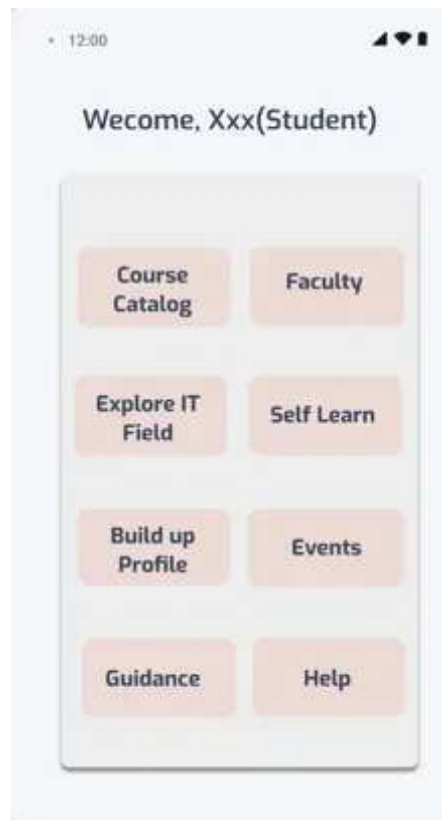 12:00
Wecome, Xxx(Student)
Course
Catalog
Faculty
Explore IT
Field
Self Learn
Build up
Profile
Events
Guidance
Help